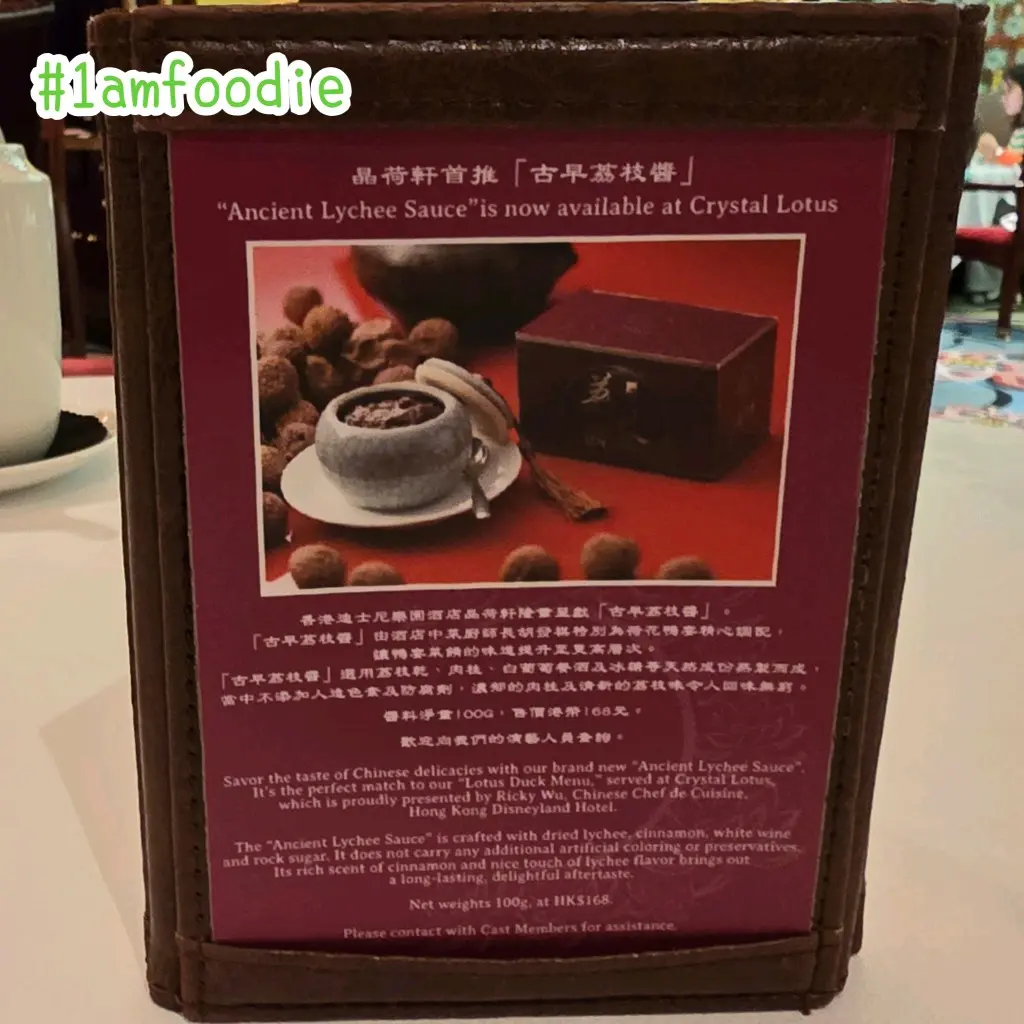 #1amfoodie
晶荷軒首推「古早荔枝醬」
“Ancient Lychee Sauce”is now available at Crystal Lotus
荔
香港迪士尼樂園酒店晶荷軒隆重呈獻「古早荔枝醬」。
「古早荔枝醬」由酒店中菜廚師長胡發祺特別為荷花鴨宴精心調配，
讓鴨宴菜餚的味道提升至更高層次。
「古早荔枝醬」選用荔枝乾、肉桂、白葡萄餐酒及冰糖等天然成份熬製而成，
當中不添加人造色素及防腐劑，濃郁的肉桂及清新的荔枝味令人回味無窮。
醬料淨重100G，售價港幣168元。
歡迎向我們的演藝人員查詢。
Savor the taste of Chinese delicacies with our brand new “Ancient Lychee Sauce”.
It's the perfect match to our “Lotus Duck Menu,” served at Crystal Lotus,
which is proudly presented by Ricky Wu, Chinese Chef de Cuisine,
Hong Kong Disneyland Hotel.
The “Ancient Lychee Sauce” is crafted with dried lychee, cinnamon, white wine
and rock sugar. It does not carry any additional artificial coloring or preservatives.
Its rich scent of cinnamon and nice touch of lychee flavor brings out
a long-lasting, delightful aftertaste.
Net weights 100g, at HK$168.
Please contact with Cast Members for assistance.